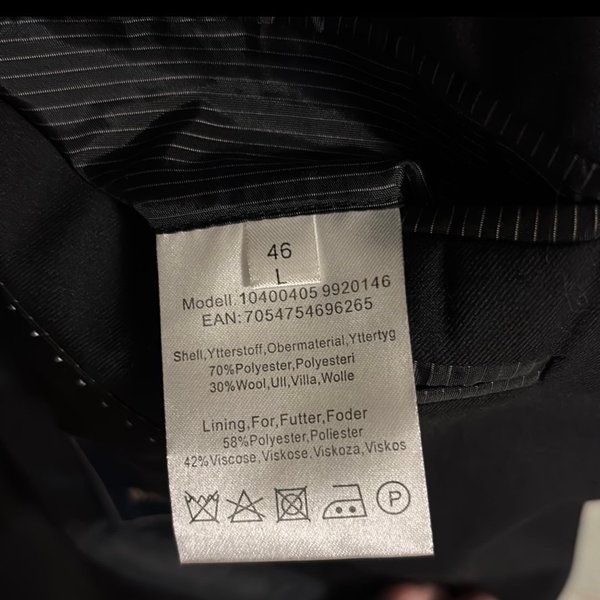 46
L
Modell. 10400405 9920146
EAN: 7054754696265
Shell,Ytterstoff,Obermaterial,Yttertyg
70%Polyester,Polyesteri
30%Wool,Ull,Villa,Wolle
Lining,For,Futter,Foder
58%Polyester,Poliester
42%Viscose,Viskose,Viskoza,Viskos
P